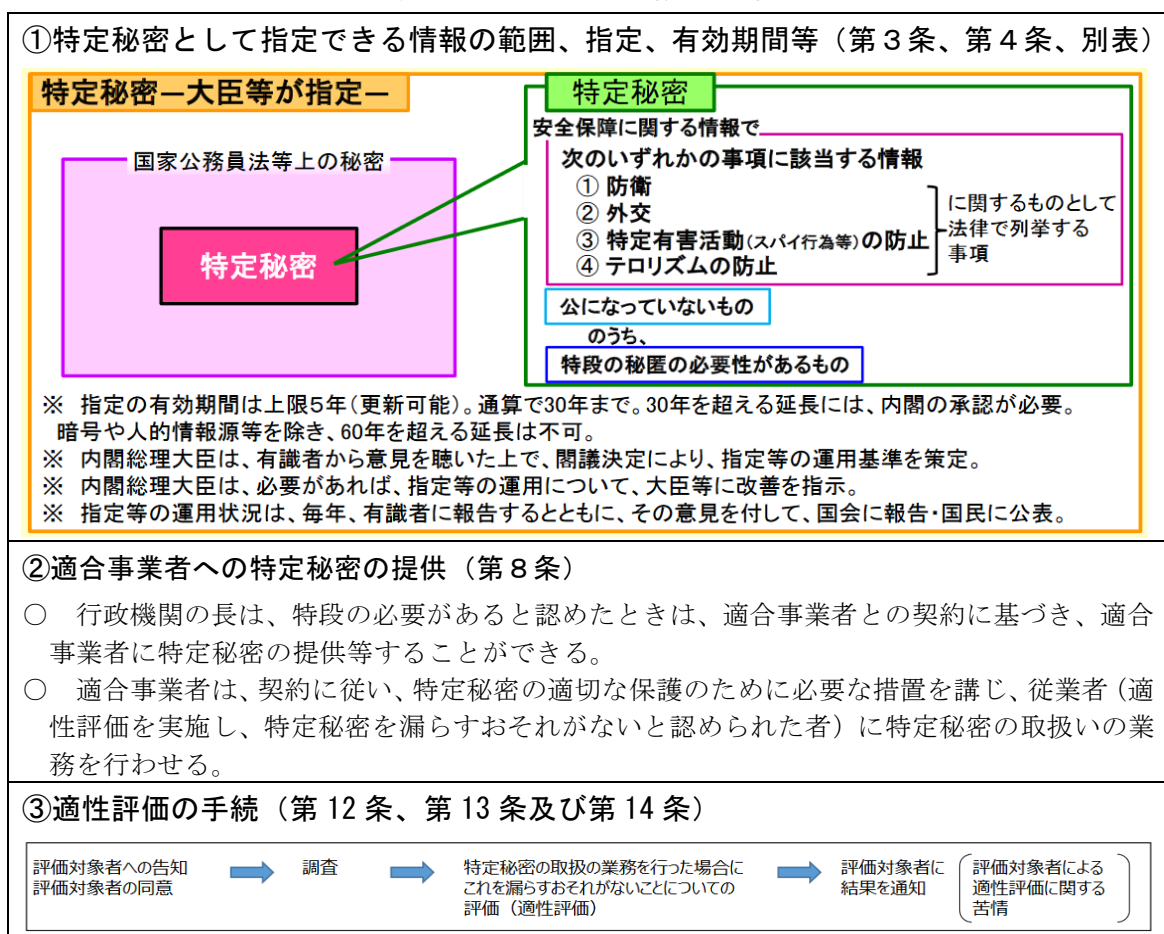 ①特定秘密として指定できる情報の範囲、指定、有効期間等（第３条、第４条、別表）
特定秘密－大臣等が指定－
国家公務員法等上の秘密
特定秘密
特定秘密
安全保障に関する情報で
次のいずれかの事項に該当する情報
① 防衛
② 外交
③ 特定有害活動(スパイ行為等)の防止
④ テロリズムの防止
に関するものとして
法律で列挙する
事項
公になっていないもの
のうち、
特段の秘匿の必要性があるもの
※　指定の有効期間は上限5年(更新可能)。通算で30年まで。30年を超える延長には、内閣の承認が必要。
暗号や人的情報源等を除き、60年を超える延長は不可。
※　内閣総理大臣は、有識者から意見を聴いた上で、閣議決定により、指定等の運用基準を策定。
※　内閣総理大臣は、必要があれば、指定等の運用について、大臣等に改善を指示。
※　指定等の運用状況は、毎年、有識者に報告するとともに、その意見を付して、国会に報告・国民に公表。
②適合事業者への特定秘密の提供（第８条）
○　行政機関の長は、特段の必要があると認めたときは、適合事業者との契約に基づき、適合
事業者に特定秘密の提供等することができる。
○　適合事業者は、契約に従い、特定秘密の適切な保護のために必要な措置を講じ、従業者（適
性評価を実施し、特定秘密を漏らすおそれがないと認められた者）に特定秘密の取扱いの業
務を行わせる。
③適性評価の手続（第 12 条、第 13 条及び第 14 条）
評価対象者への告知
評価対象者の同意
調査
特定秘密の取扱の業務を行った場合に
これを漏らすおそれがないことについての
評価（適性評価）
評価対象者に
結果を通知
評価対象者による
適性評価に関する
苦情